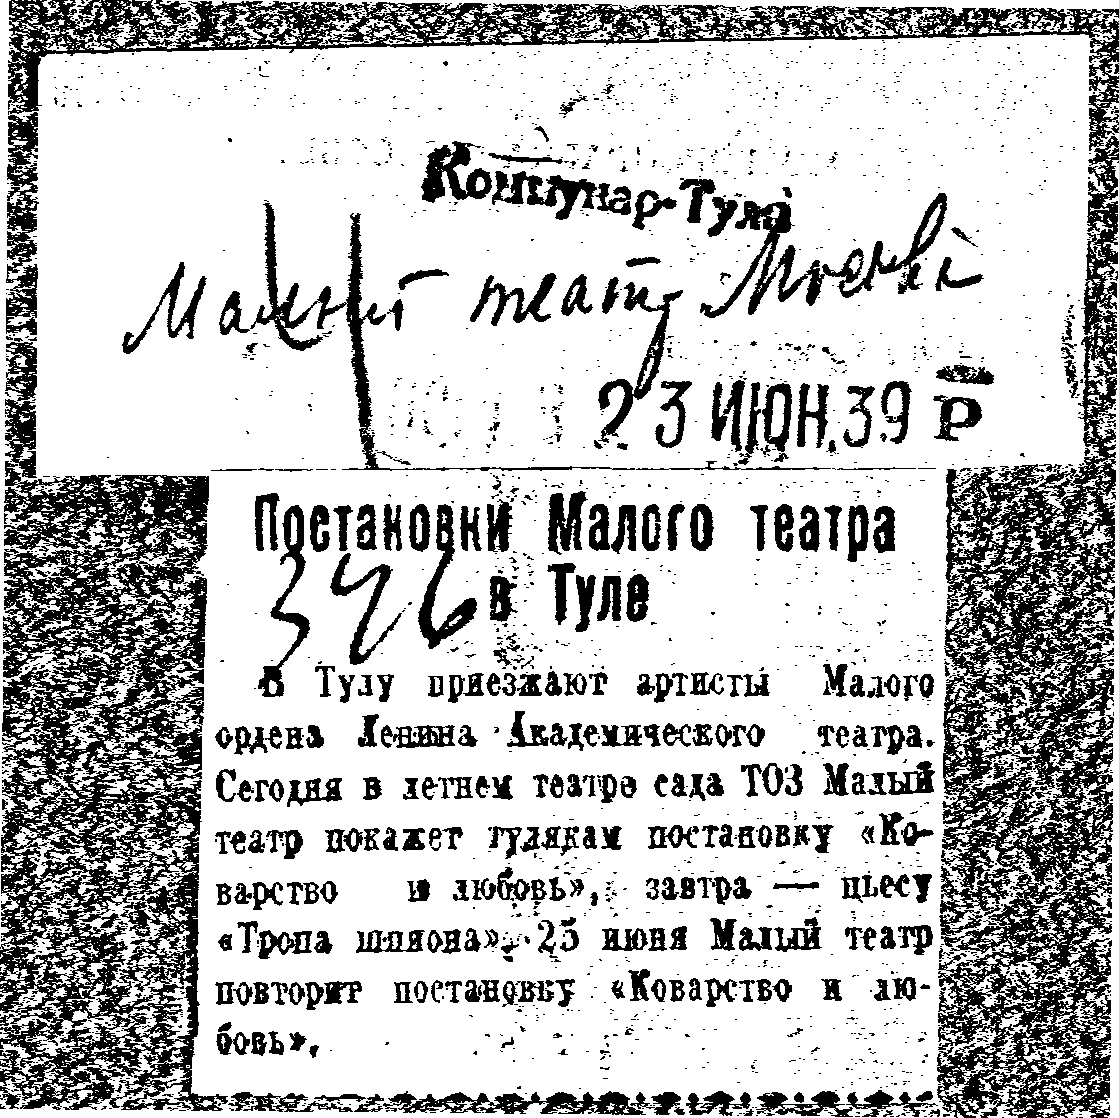 Коммунар-Тула
Малый театр Москвы
23 ИЮН.39 Р
Постановки Малого театра
346
в Туле
В Тулу приезжают артисты Малого
ордена Ленина Академического театра.
Сегодня в летнем театре сада ТОЗ Малый
театр покажет тулякам постановку «Ко-
варство и любовь», завтра — пьесу
«Тропа шпиона». 25 июня Малый театр
повторит постановку «Коварство и лю-
бовь».